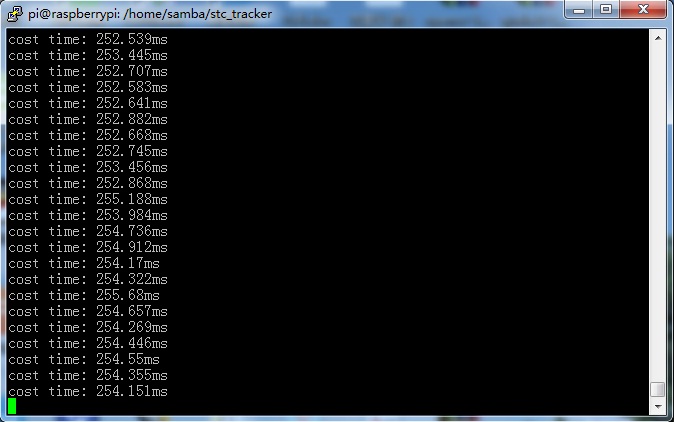 pi@raspberrypi: /home/samba/stc_tracker
cost time: 252.539ms
cost time: 253.445ms
cost time: 252.707ms
cost time: 252.583ms
cost time: 252.641ms
cost time: 252.882ms
cost time: 252.668ms
cost time: 252.745ms
cost time: 253.456ms
cost time: 252.868ms
cost time: 255.188ms
cost time: 253.984ms
cost time: 254.736ms
cost time: 254.912ms
cost time: 254.17ms
cost time: 254.322ms
cost time: 255.68ms
cost time: 254.657ms
cost time: 254.269ms
cost time: 254.446ms
cost time: 254.55ms
cost time: 254.355ms
cost time: 254.151ms